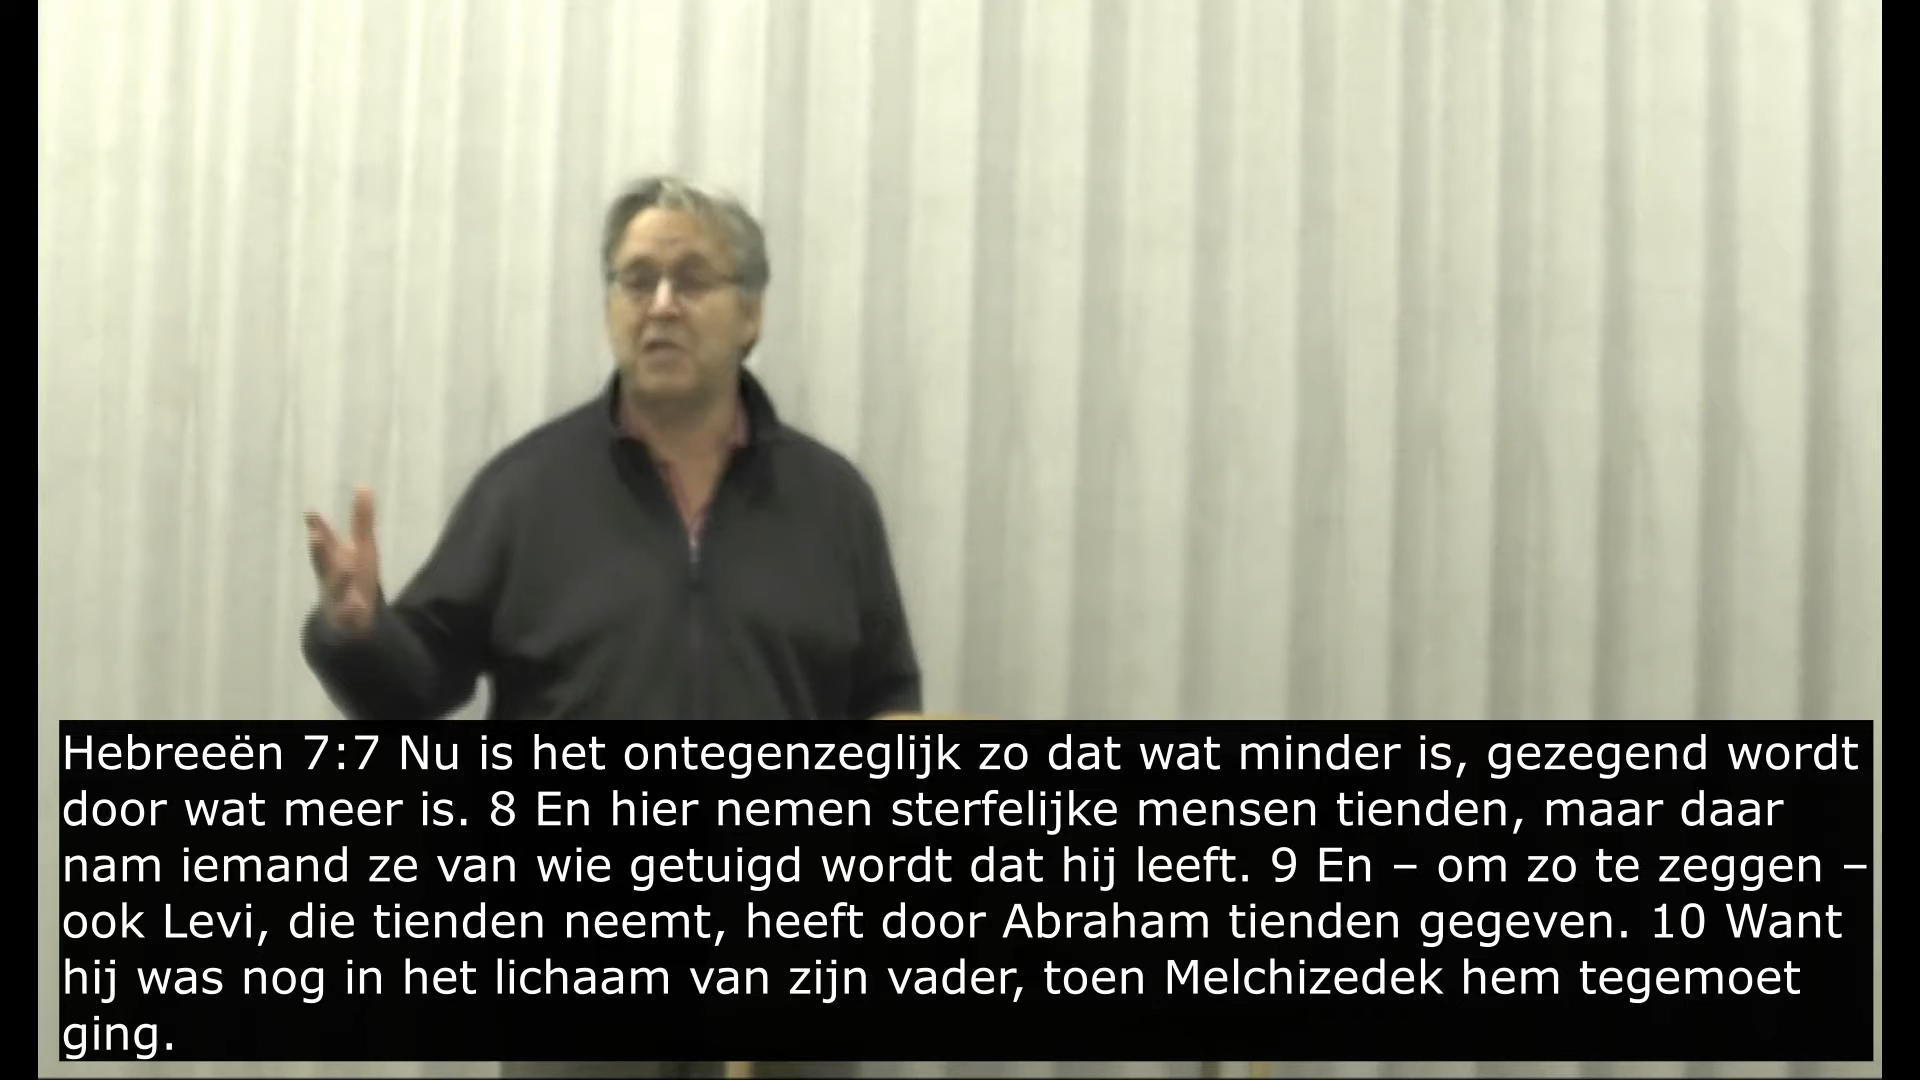 Hebreeën 7:7 Nu is het ontegenzeglijk zo dat wat minder is, gezegend wordt
door wat meer is. 8 En hier nemen sterfelijke mensen tienden, maar daar
nam iemand ze van wie getuigd wordt dat hij leeft. 9 En – om zo te zeggen –
ook Levi, die tienden neemt, heeft door Abraham tienden gegeven. 10 Want
hij was nog in het lichaam van zijn vader, toen Melchizedek hem tegemoet
ging.